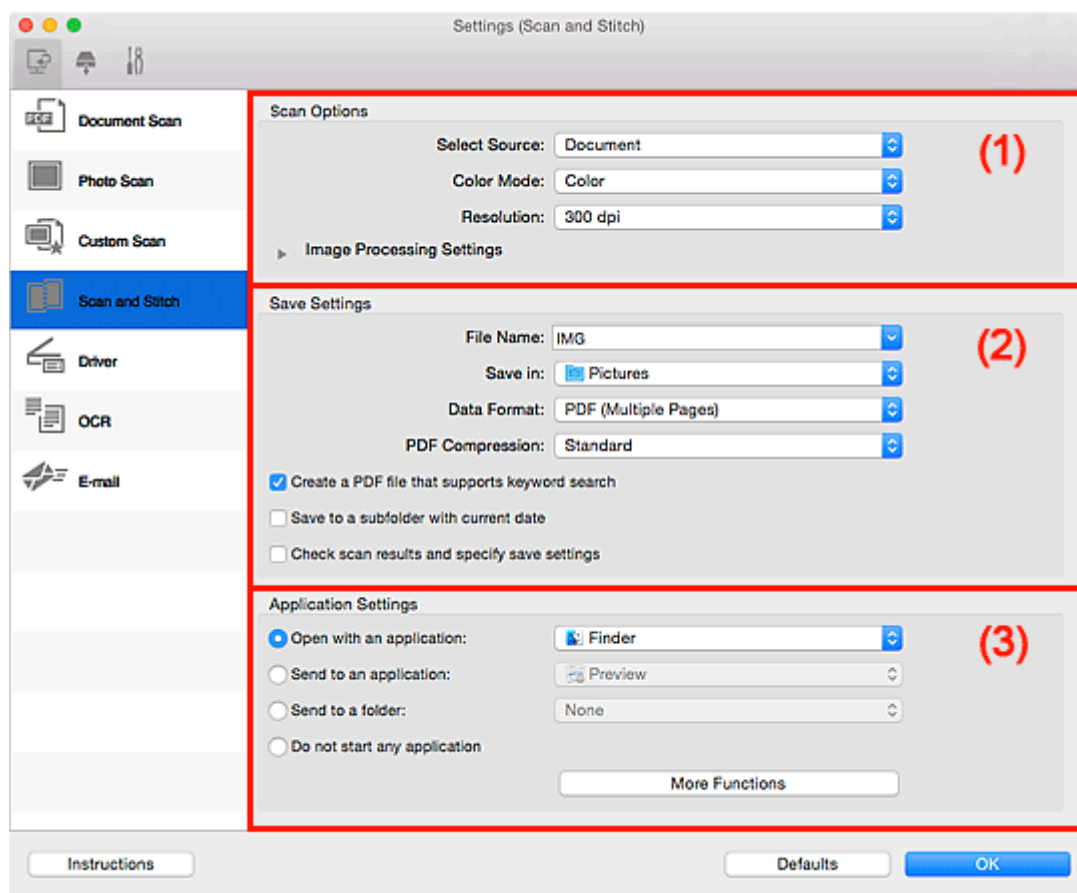 Settings (Scan and Stitch)
Document Scan
Photo Scan
Custom Scan
Scan and Stitch
Driver
OCR
E-mail
Scan Options
(1)
Select Source: Document
Color Mode: Color
Resolution: 300 dpi
Image Processing Settings
Save Settings
(2)
File Name: IMG
Save in: Pictures
Data Format: PDF (Multiple Pages)
PDF Compression: Standard
Create a PDF file that supports keyword search
Save to a subfolder with current date
Check scan results and specify save settings
Application Settings
(3)
Open with an application: Finder
Send to an application: Preview
Send to a folder: None
Do not start any application
More Functions
Instructions
Defaults
OK